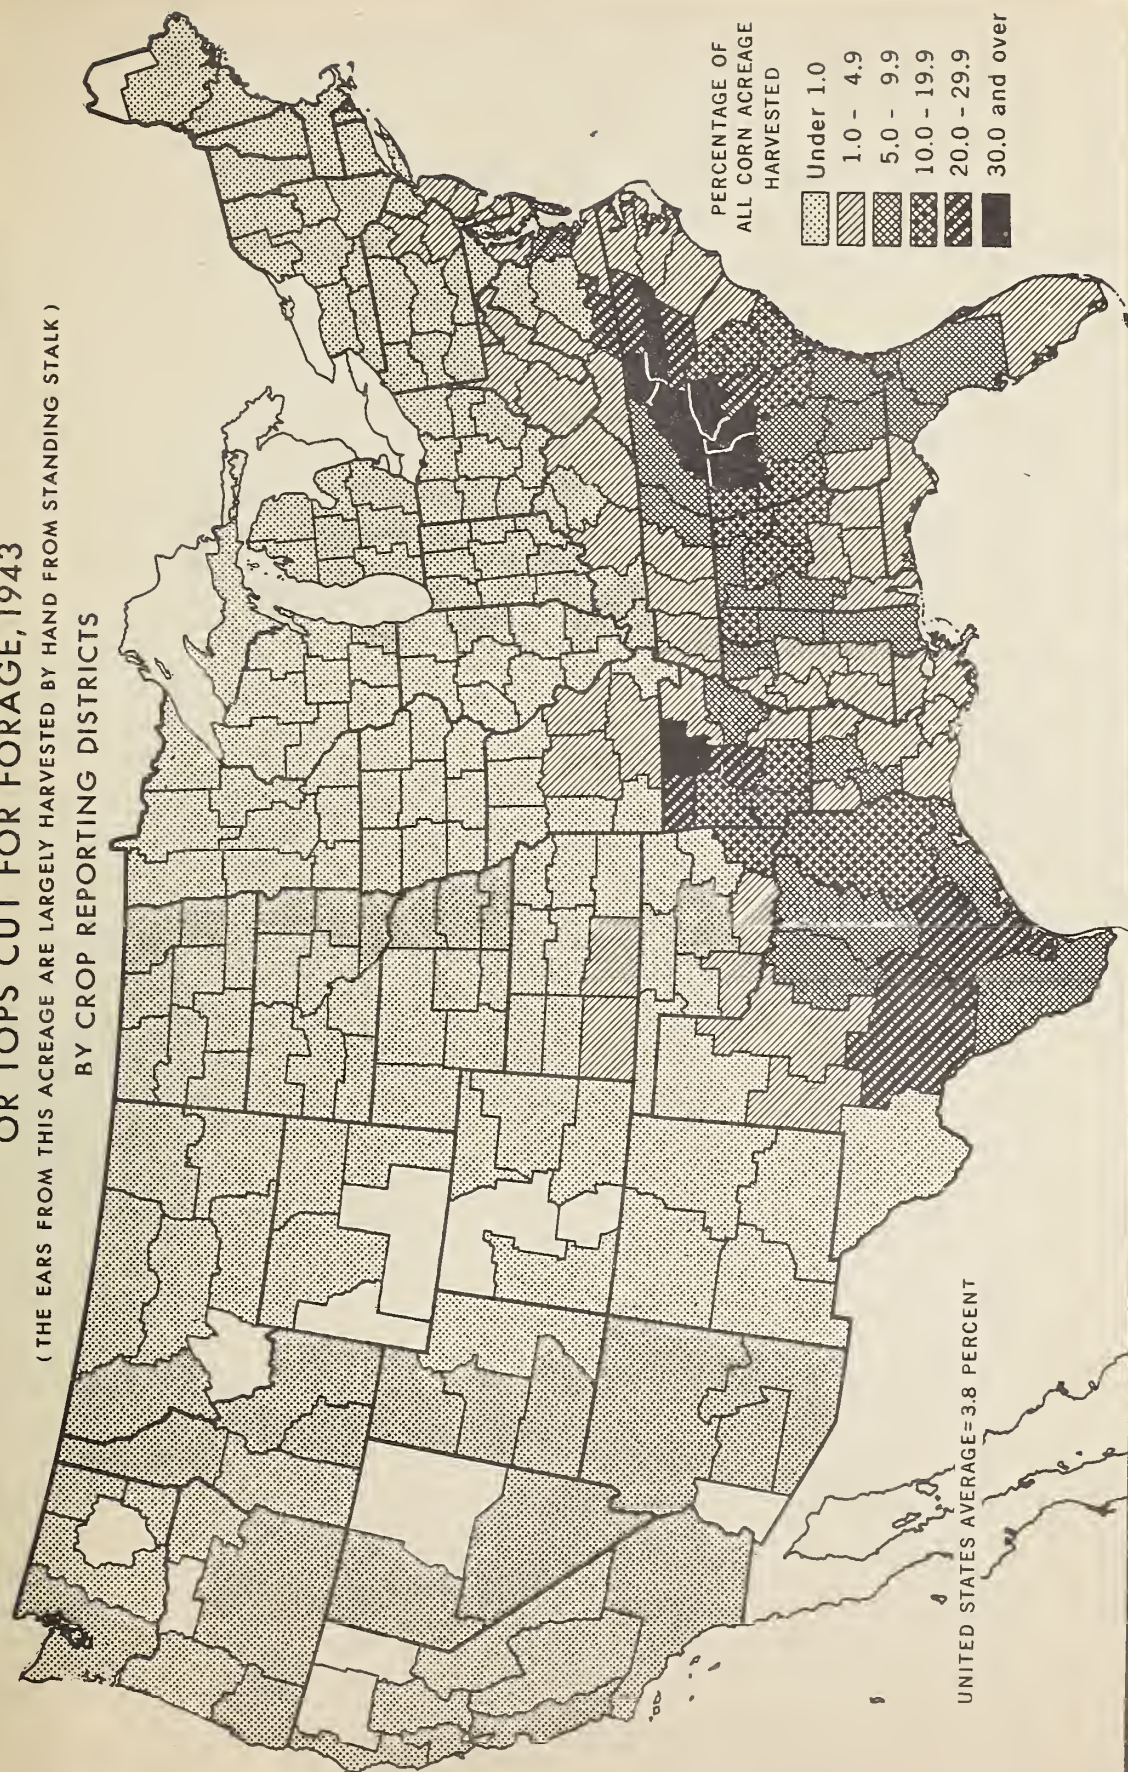 OR TOPS CUT FOR FORAGE, 1943
(THE EARS FROM THIS ACREAGE ARE LARGELY HARVESTED BY HAND FROM STANDING STALK)
BY CROP REPORTING DISTRICTS
PERCENTAGE OF
ALL CORN ACREAGE
HARVESTED
Under 1.0
1.0 - 4.9
5.0 - 9.9
10.0 - 19.9
20.0 - 29.9
30.0 and over
UNITED STATES AVERAGE = 3.8 PERCENT